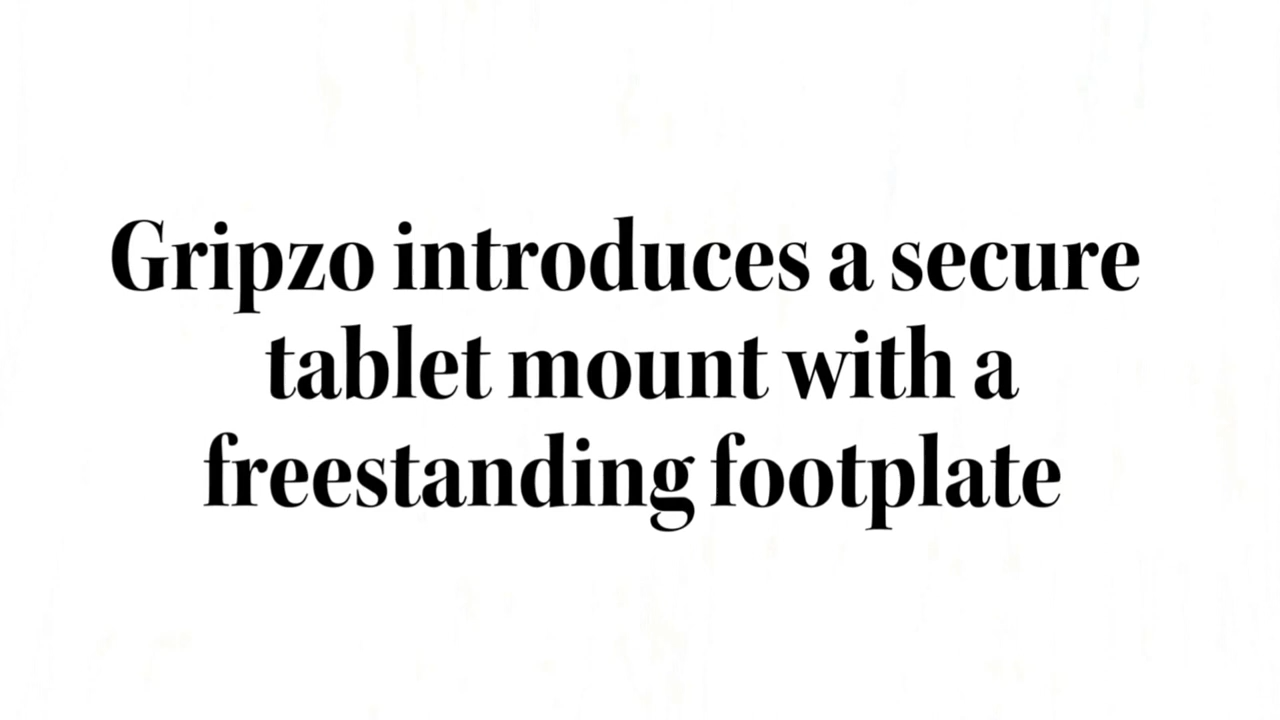 Gripzo introduces a secure
tablet mount with a
freestanding footplate